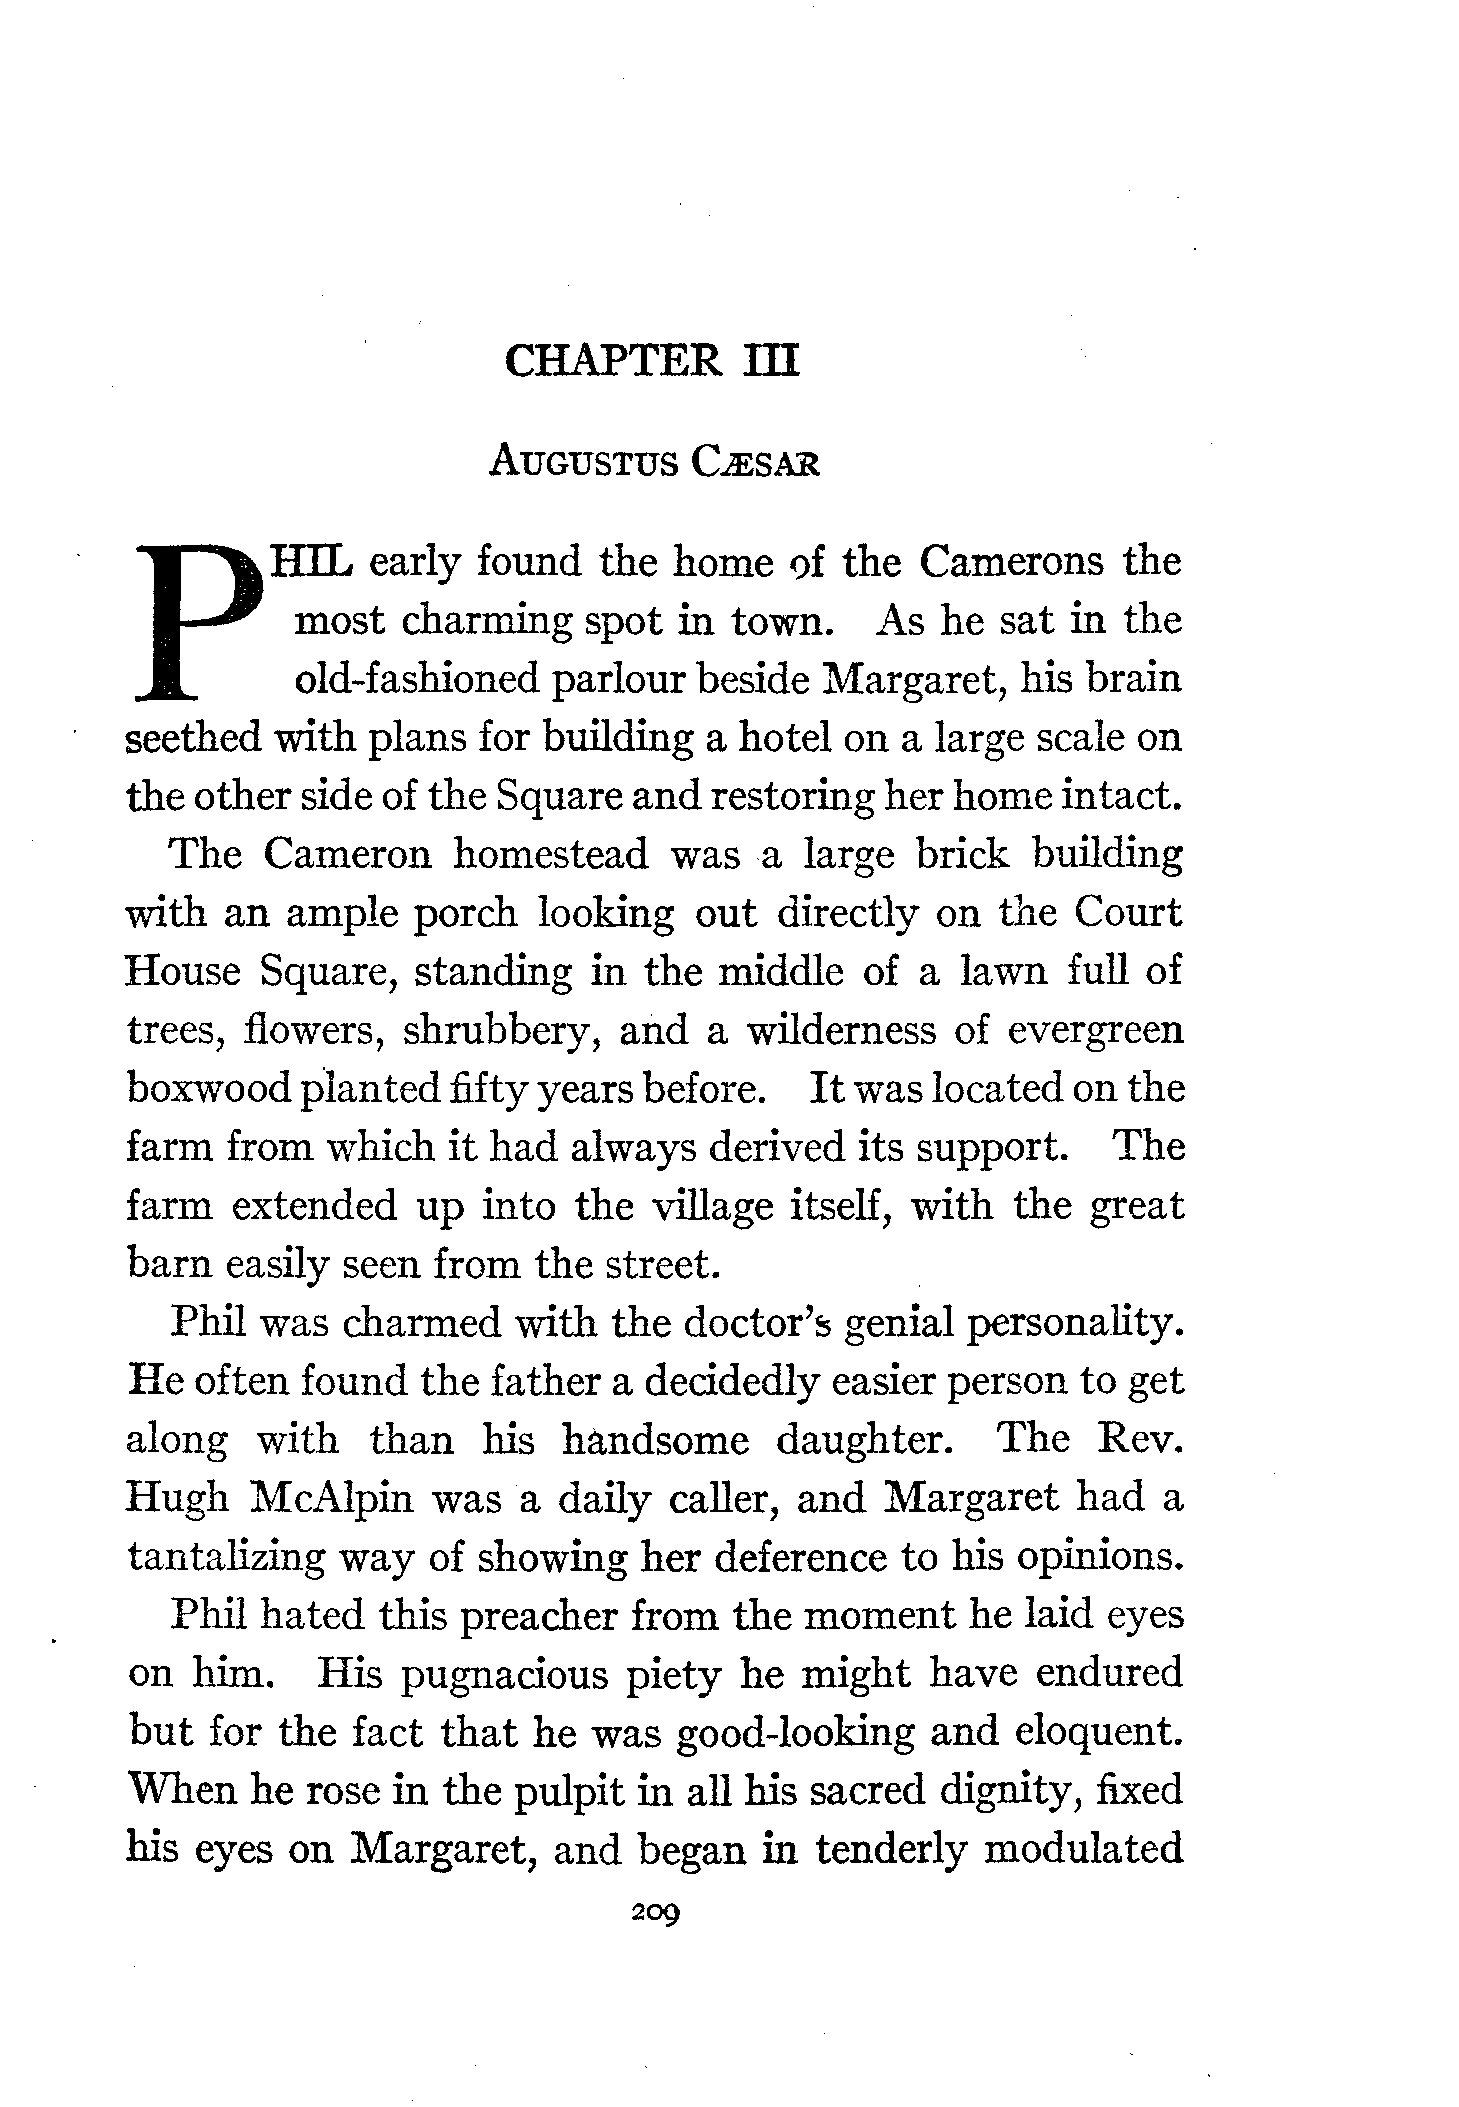 CHAPTER III
AUGUSTUS CÆSAR
PHIL early found the home of the Camerons the
most charming spot in town. As he sat in the
old-fashioned parlour beside Margaret, his brain
seethed with plans for building a hotel on a large scale on
the other side of the Square and restoring her home intact.
The Cameron homestead was a large brick building
with an ample porch looking out directly on the Court
House Square, standing in the middle of a lawn full of
trees, flowers, shrubbery, and a wilderness of evergreen
boxwood planted fifty years before. It was located on the
farm from which it had always derived its support. The
farm extended up into the village itself, with the great
barn easily seen from the street.
Phil was charmed with the doctor's genial personality.
He often found the father a decidedly easier person to get
along with than his handsome daughter. The Rev.
Hugh McAlpin was a daily caller, and Margaret had a
tantalizing way of showing her deference to his opinions.
Phil hated this preacher from the moment he laid eyes
on him. His pugnacious piety he might have endured
but for the fact that he was good-looking and eloquent.
When he rose in the pulpit in all his sacred dignity, fixed
his eyes on Margaret, and began in tenderly modulated
209